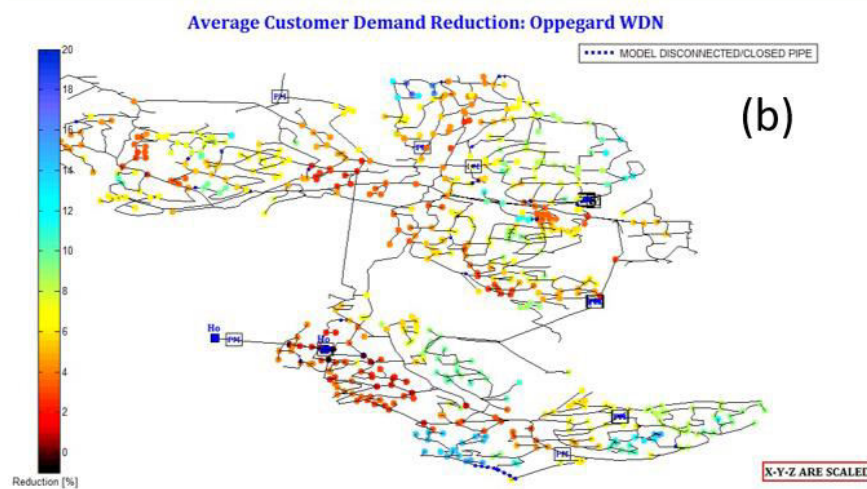 Average Customer Demand Reduction: Oppegard WDN
MODEL DISCONNECTED/CLOSED PIPE
(b)
20
18
16
14
12
10
8
6
4
2
0
Reduction [%]
Ho
Ho
X-Y-Z ARE SCALED